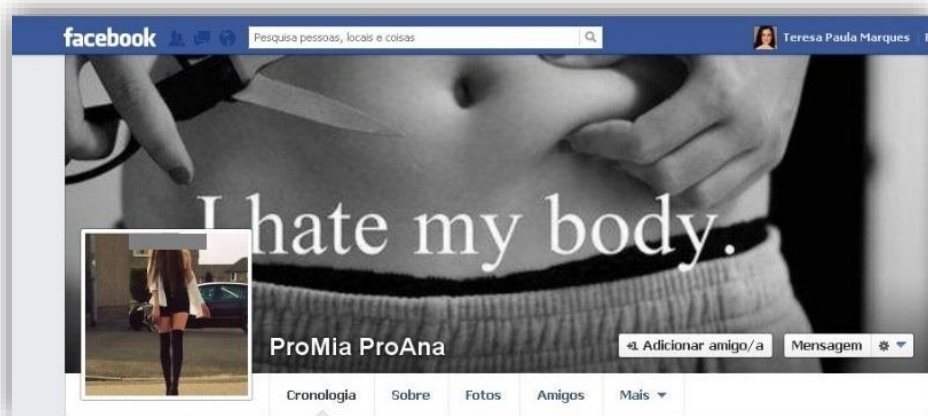 facebook Pesquisa pessoas, locais e coisas Teresa Paula Marques
I hate my body.
ProMia ProAna Adicionar amigo/a Mensagem
Cronologia Sobre Fotos Amigos Mais